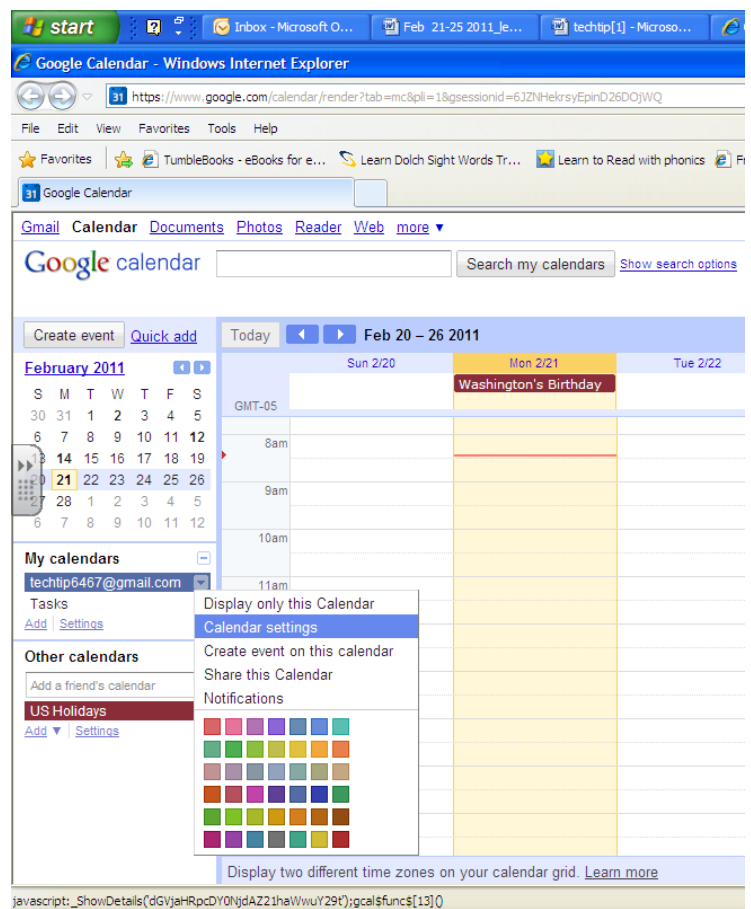 start
Inbox - Microsoft O...
Feb 21-25 2011_le...
techtip[1] - Microso...
Google Calendar - Windows Internet Explorer
https://www.google.com/calendar/render?tab=mc&pli=1&gsessionid=6JZNHekrsyEpinD26DOjWQ
File Edit View Favorites Tools Help
Favorites TumbleBooks - eBooks for e... Learn Dolch Sight Words Tr... Learn to Read with phonics
31 Google Calendar
Gmail Calendar Documents Photos Reader Web more ▼
Google calendar
Search my calendars Show search options
Create event Quick add Today Feb 20 – 26 2011
February 2011
S M T W T F S
30 31 1 2 3 4 5
6 7 8 9 10 11 12
13 14 15 16 17 18 19
20 21 22 23 24 25 26
27 28 1 2 3 4 5
6 7 8 9 10 11 12
Sun 2/20 Mon 2/21 Tue 2/22
Washington's Birthday
GMT-05
8am
9am
10am
11am
My calendars
techtip6467@gmail.com
Tasks
Add Settings
Other calendars
Add a friend's calendar
US Holidays
Add ▼ Settings
Display only this Calendar
Calendar settings
Create event on this calendar
Share this Calendar
Notifications
Display two different time zones on your calendar grid. Learn more
javascript:_ShowDetails('dGVjaHRpcDY0NjdAZ21haWwuY29t');gcal$func$[13]()